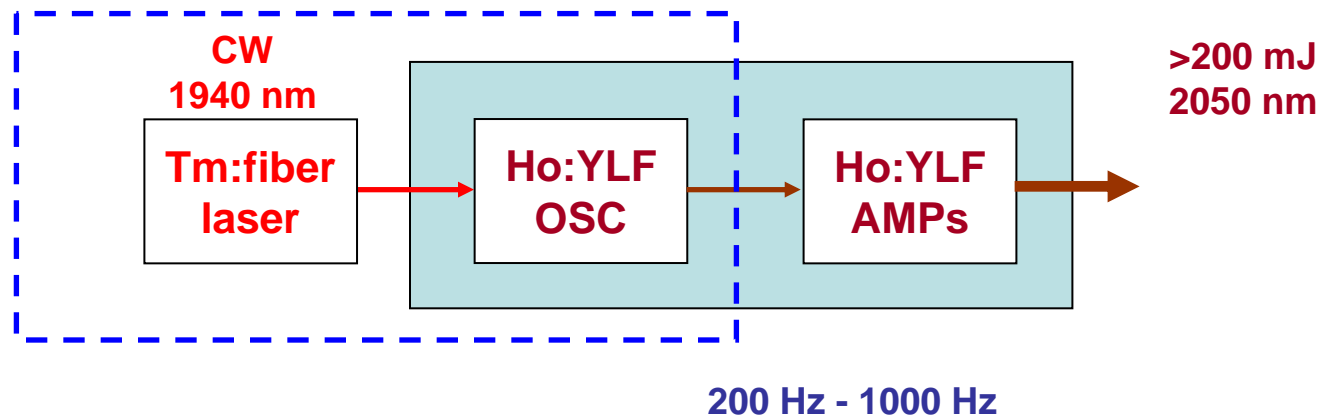 CW
1940 nm
Tm:fiber
laser
Ho:YLF
OSC
Ho:YLF
AMPs
>200 mJ
2050 nm
200 Hz - 1000 Hz